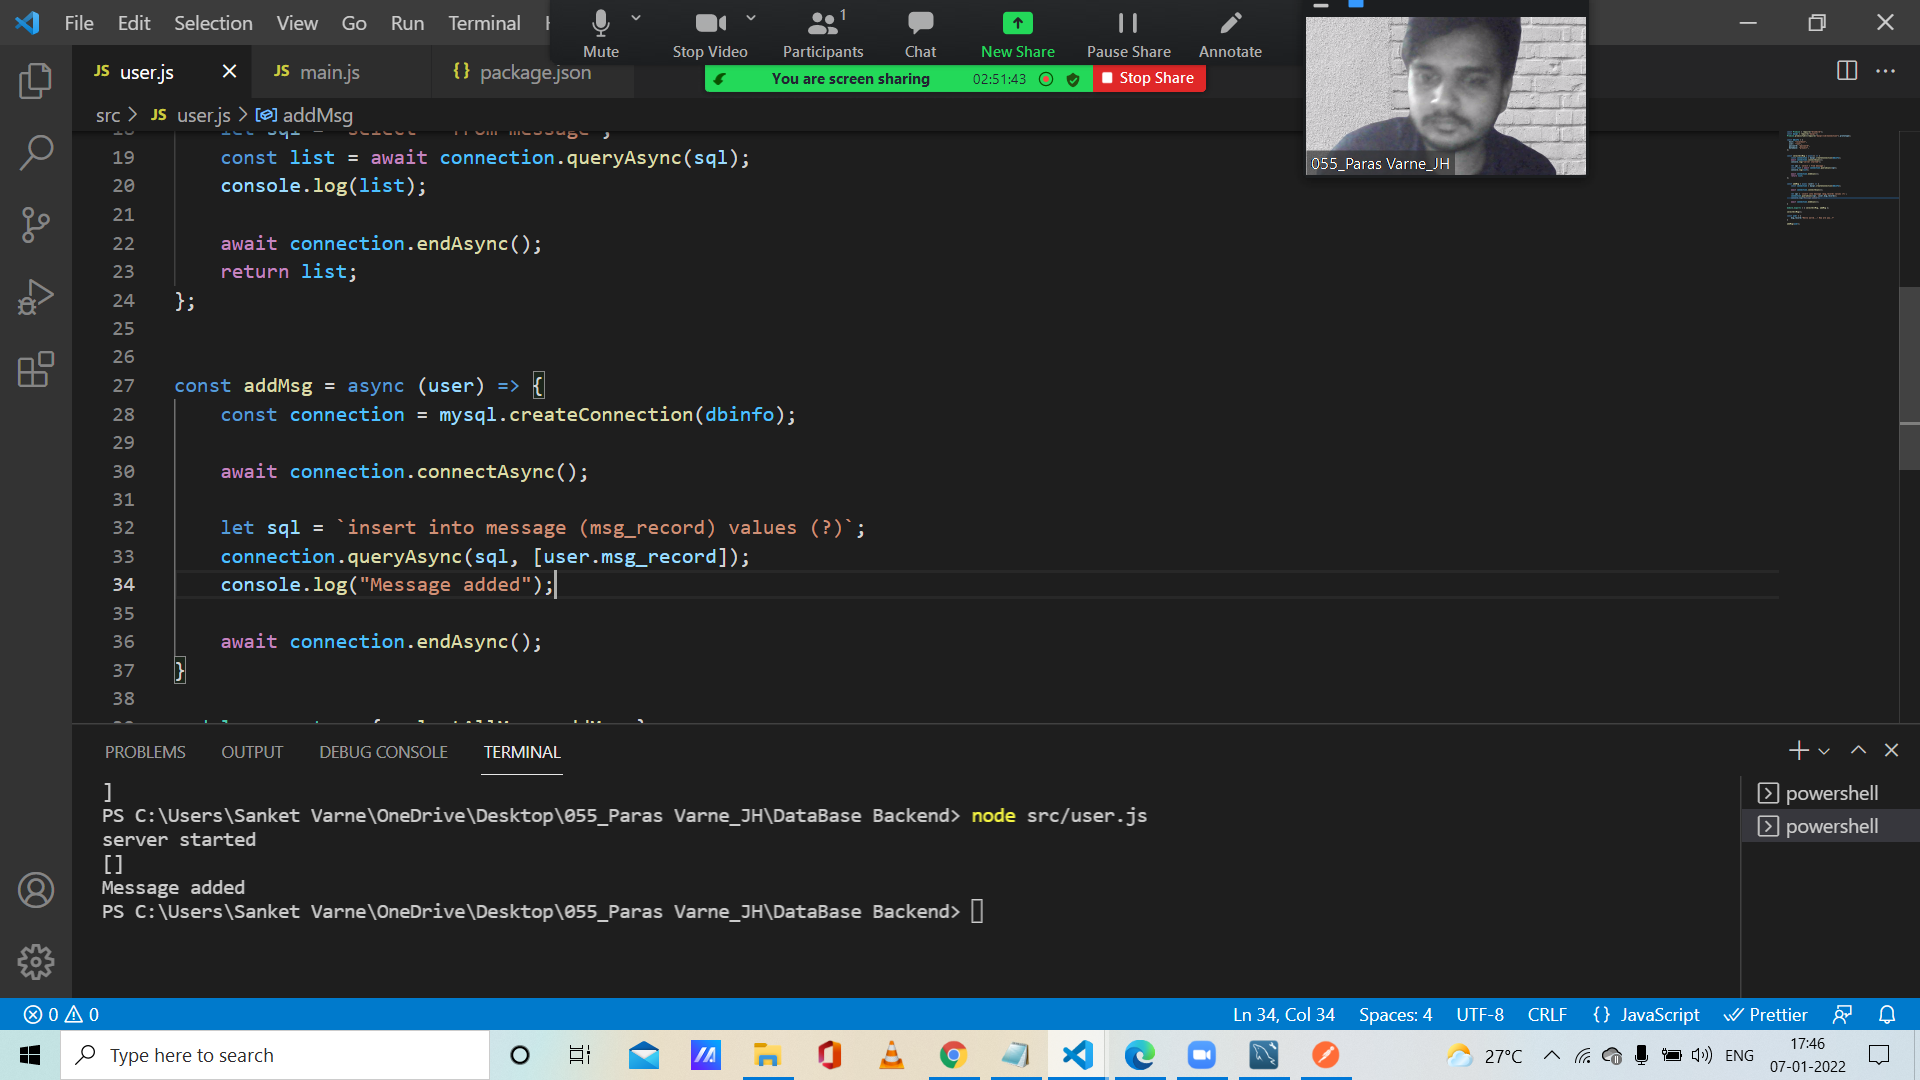 File Edit Selection View Go Run Terminal
Mute Stop Video Participants 1 Chat New Share Pause Share Annotate
You are screen sharing 02:51:43 Stop Share
055_Paras Varne_JH
JS user.js JS main.js {} package.json
src > JS user.js > addMsg
19 const list = await connection.queryAsync(sql);
20 console.log(list);
21
22 await connection.endAsync();
23 return list;
24 };
25
26
27 const addMsg = async (user) => {
28 const connection = mysql.createConnection(dbinfo);
29
30 await connection.connectAsync();
31
32 let sql = `insert into message (msg_record) values (?)`;
33 connection.queryAsync(sql, [user.msg_record]);
34 console.log("Message added");
35
36 await connection.endAsync();
37 }
38
PROBLEMS OUTPUT DEBUG CONSOLE TERMINAL
]
PS C:\Users\Sanket Varne\OneDrive\Desktop\055_Paras Varne_JH\DataBase Backend> node src/user.js
server started
[]
Message added
PS C:\Users\Sanket Varne\OneDrive\Desktop\055_Paras Varne_JH\DataBase Backend>
powershell
powershell
0 0 Ln 34, Col 34 Spaces: 4 UTF-8 CRLF {} JavaScript Prettier
Type here to search 27°C ENG 17:46
07-01-2022